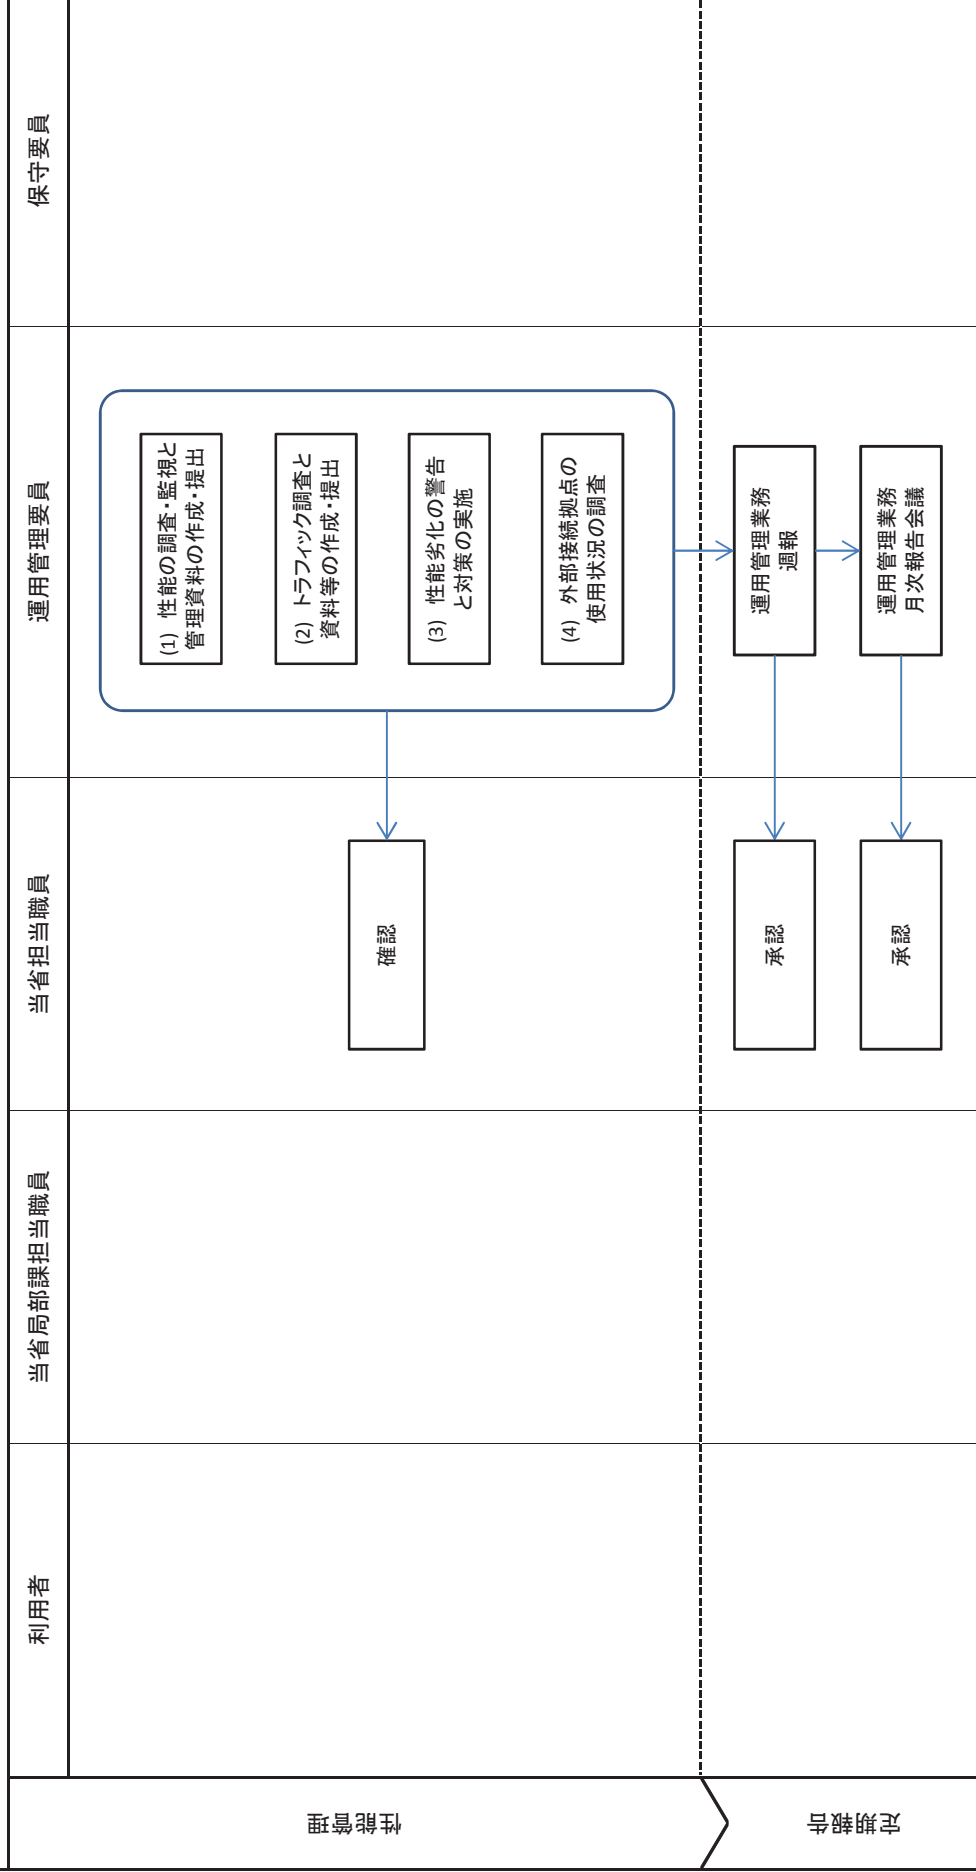 利用者
当省局部課担当職員
当省担当職員
運用管理要員
保守要員
性能管理
(1) 性能の調査・監視と
管理資料の作成・提出
(2) トラフィック調査と
資料等の作成・提出
(3) 性能劣化の警告
と対策の実施
(4) 外部接続拠点の
使用状況の調査
確認
定期報告
運用管理業務
週報
承認
運用管理業務
月次報告会議
承認